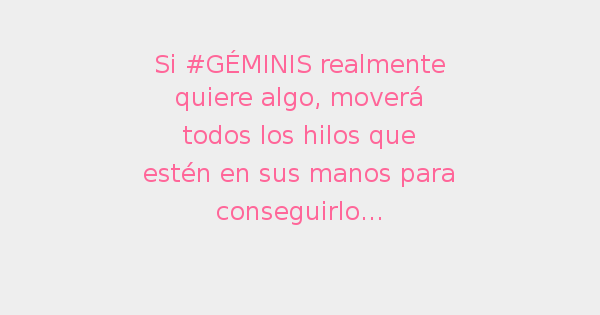 Si #GÉMINIS realmente
quiere algo, moverá
todos los hilos que
estén en sus manos para
conseguirlo...